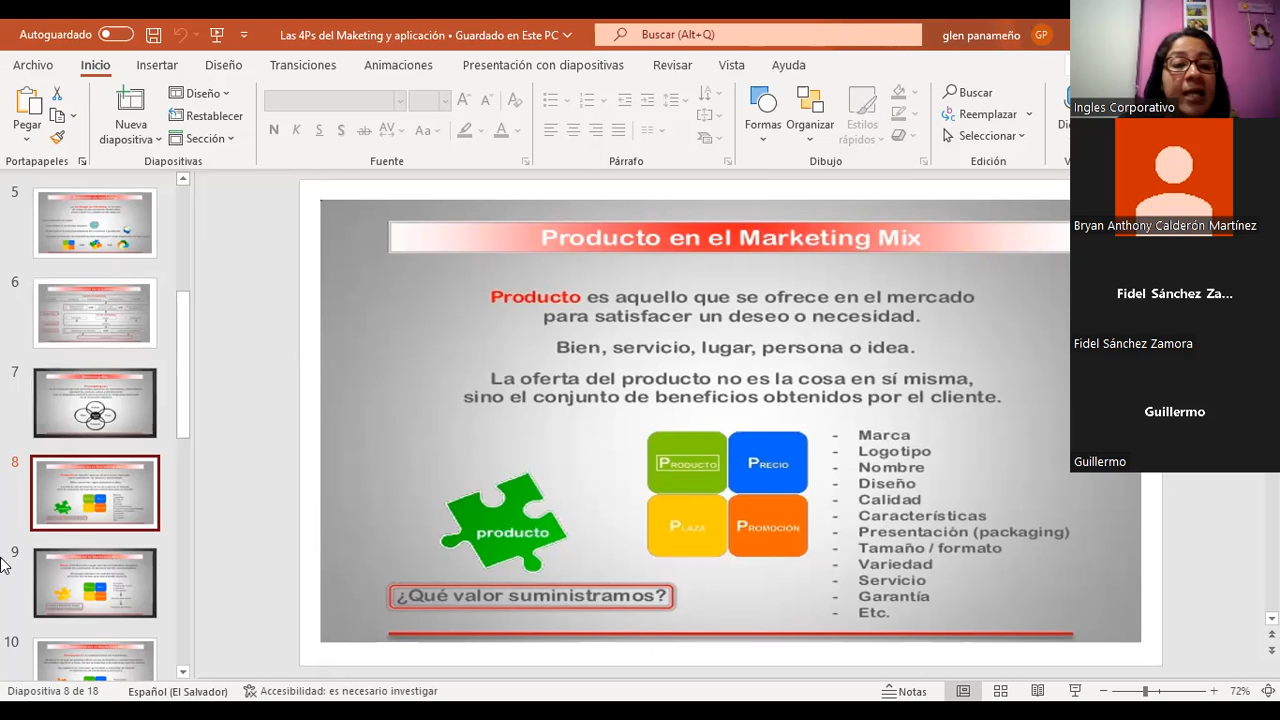 Autoguardado
Las 4Ps del Maketing y aplicación • Guardado en Este PC
Buscar (Alt+Q)
glen panameño
GP
Archivo
Inicio
Insertar
Diseño
Transiciones
Animaciones
Presentación con diapositivas
Revisar
Vista
Ayuda
Pegar
Nueva
diapositiva
Diseño
Restablecer
Sección
Formas
Organizar
Estilos
rápidos
Buscar
Reemplazar
Seleccionar
Portapapeles
Diapositivas
Fuente
Párrafo
Dibujo
Edición
5
6
7
8
9
10
Producto en el Marketing Mix
Producto es aquello que se ofrece en el mercado
para satisfacer un deseo o necesidad.
Bien, servicio, lugar, persona o idea.
La oferta del producto no es la cosa en sí misma,
sino el conjunto de beneficios obtenidos por el cliente.
PRODUCTO
PRECIO
PLAZA
PROMOCIÓN
producto
¿Qué valor suministramos?
- Marca
- Logotipo
- Nombre
- Diseño
- Calidad
- Características
- Presentación (packaging)
- Tamaño / formato
- Variedad
- Servicio
- Garantía
- Etc.
Ingles Corporativo
Bryan Anthony Calderón Martínez
Fidel Sánchez Za...
Fidel Sánchez Zamora
Guillermo
Guillermo
Diapositiva 8 de 18
Español (El Salvador)
Accesibilidad: es necesario investigar
Notas
72%